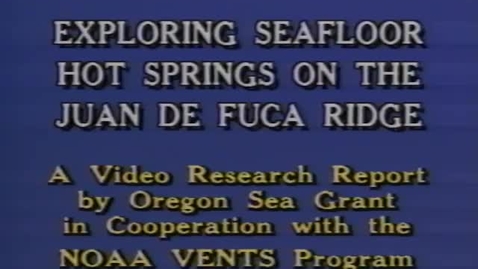 EXPLORING SEAFLOOR
HOT SPRINGS ON THE
JUAN DE FUCA RIDGE
A Video Research Report
by Oregon Sea Grant
in Cooperation with the
NOAA VENTS Program